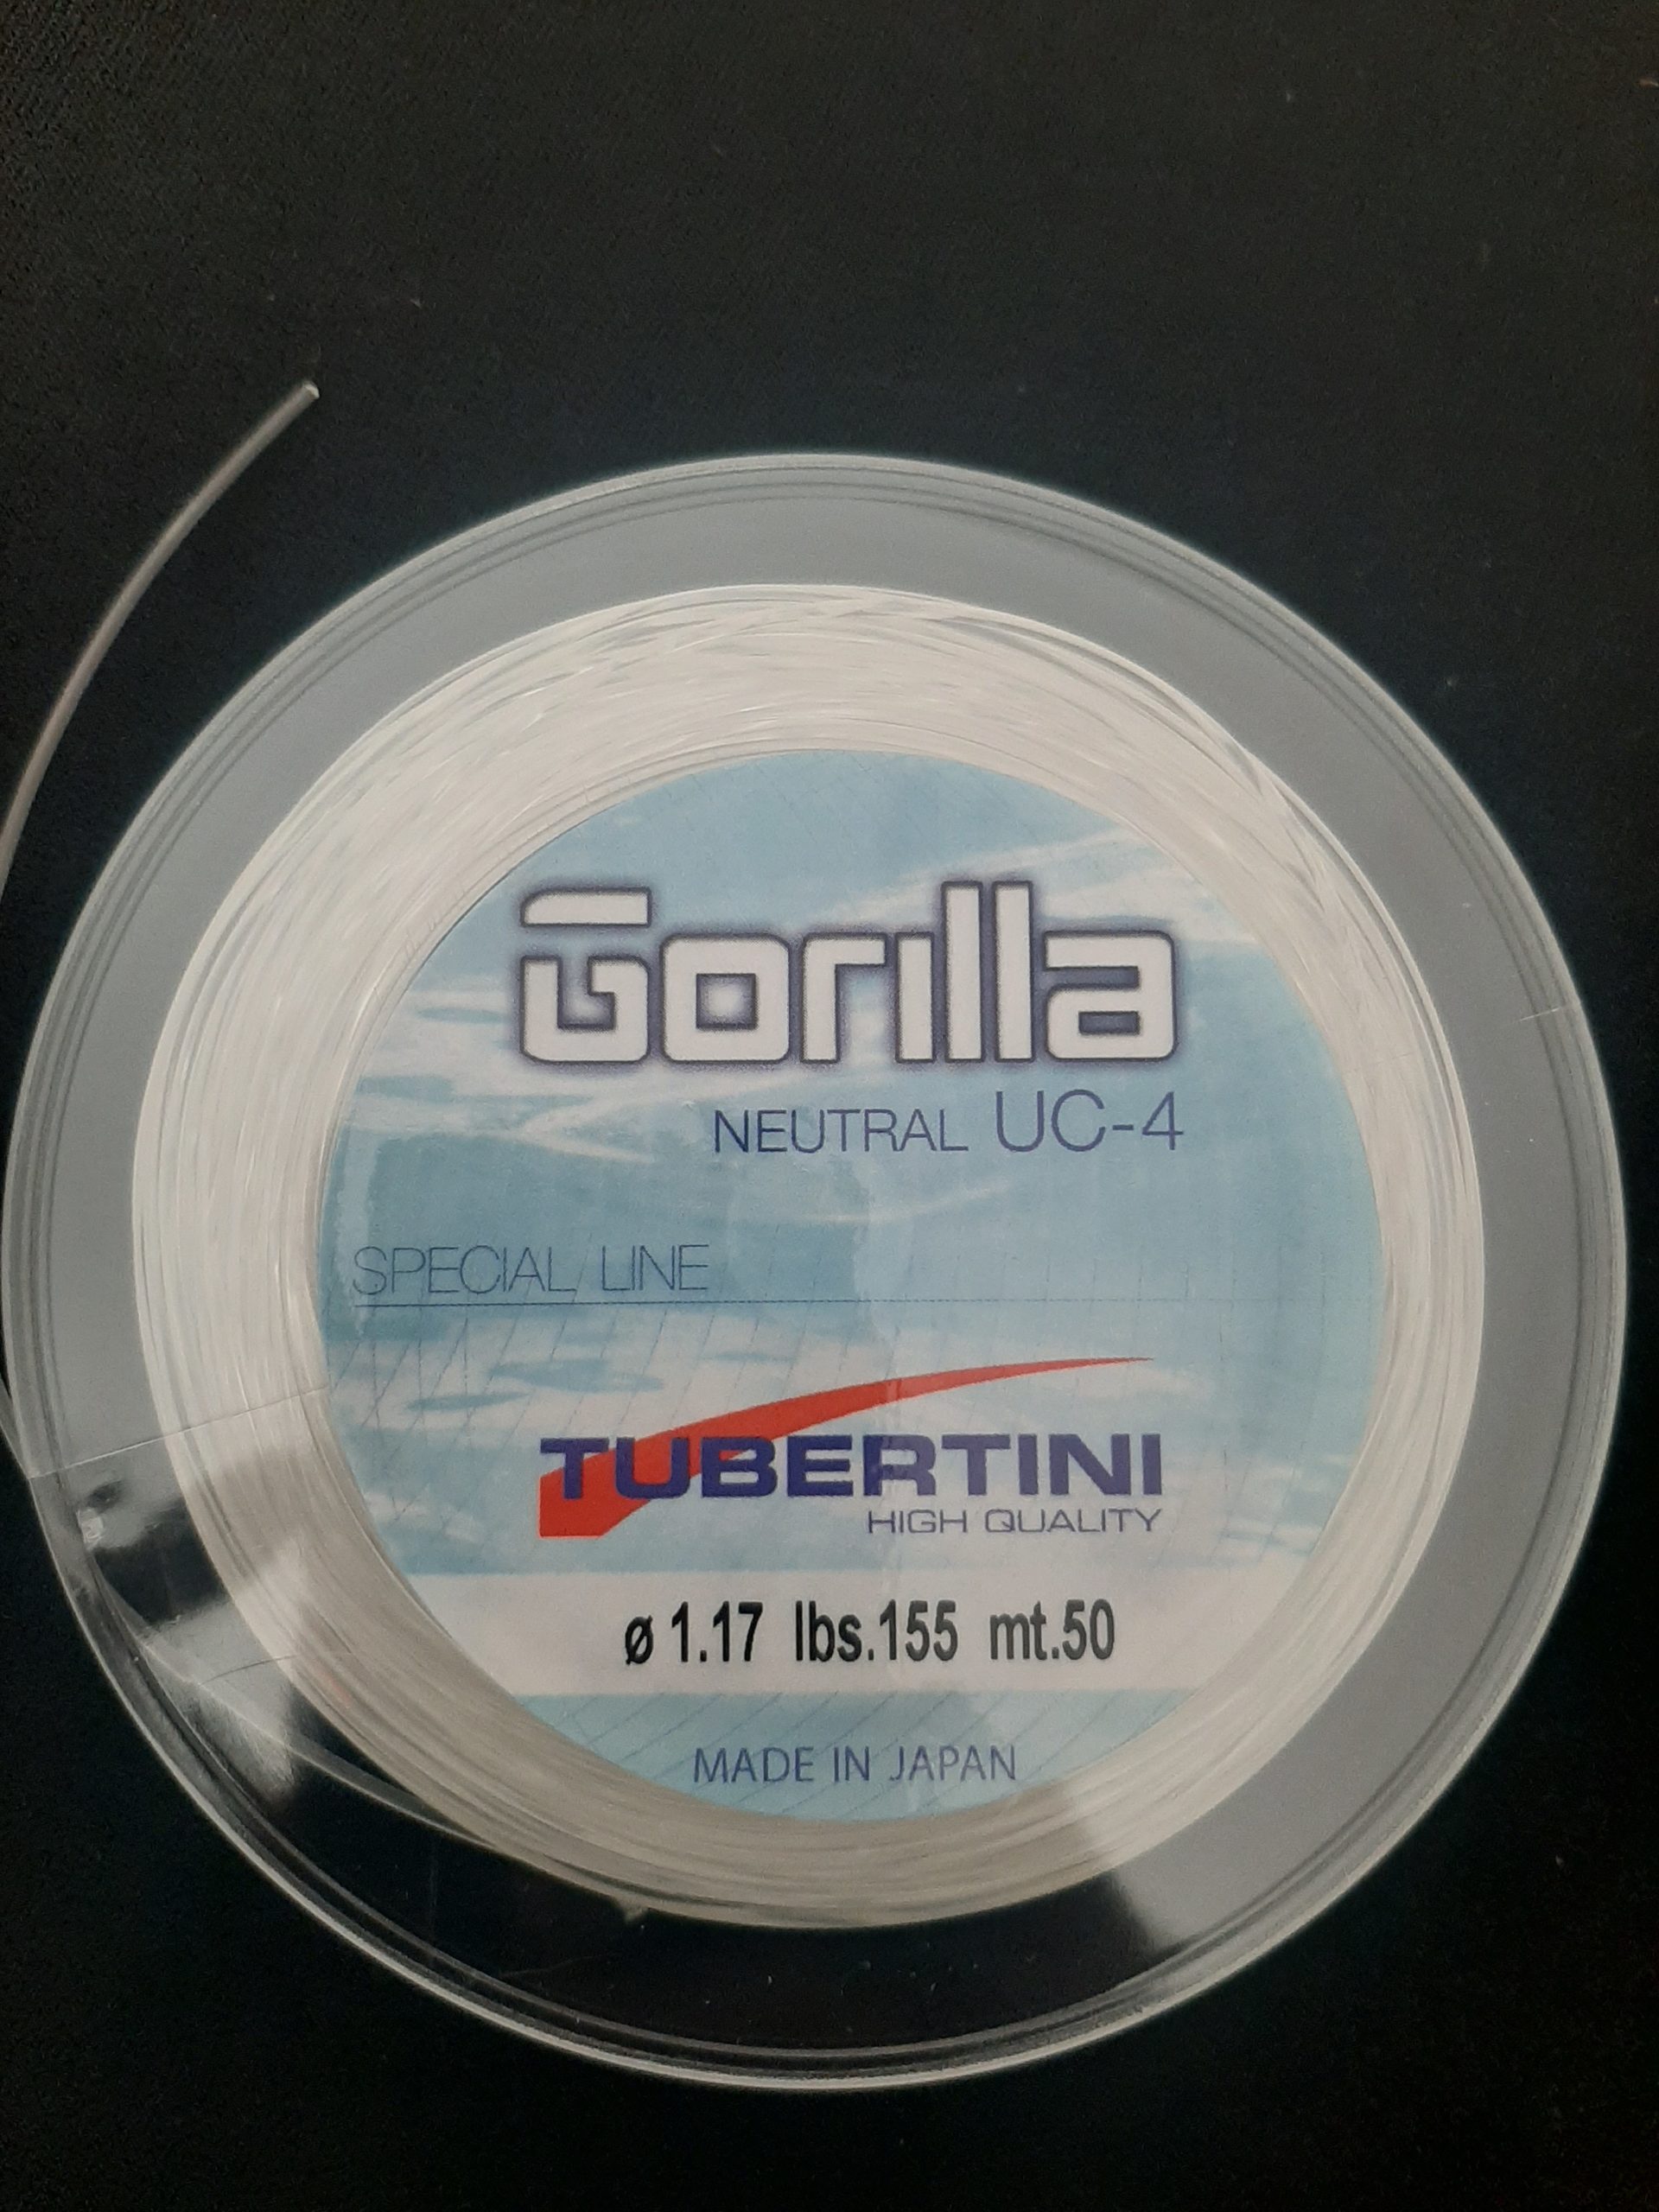 Gorilla
NEUTRAL UC-4
SPECIAL LINE
TUBERTINI
HIGH QUALITY
ø 1.17 lbs.155 mt.50
MADE IN JAPAN